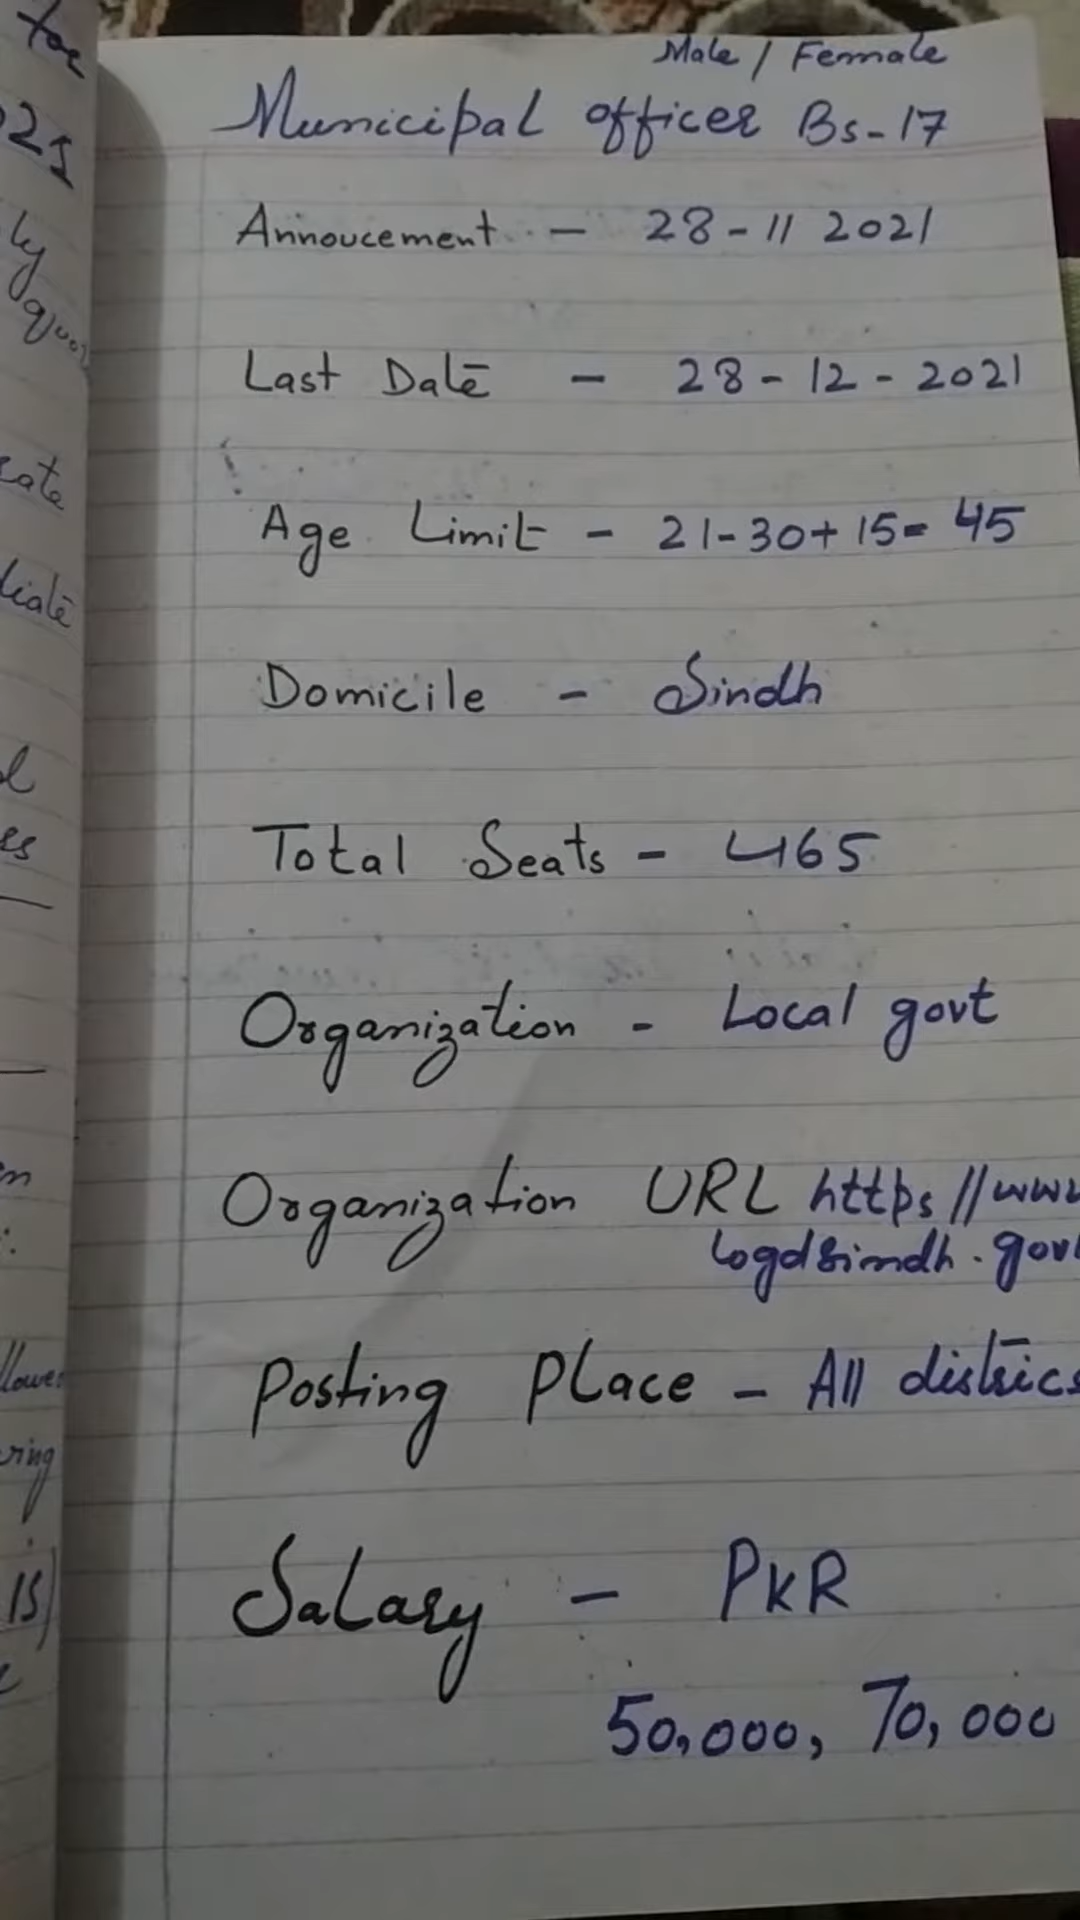 Male / Female
Municipal officer Bs-17
Annoucement - 28-11 2021
Last Date - 28-12-2021
Age Limit - 21-30+15=45
Domicile - Sindh
Total Seats - 465
Organization - Local govt
Organization URL https//www
logdsindh.govt
Posting Place - All districs
Salary - PKR
50,000, 70,000